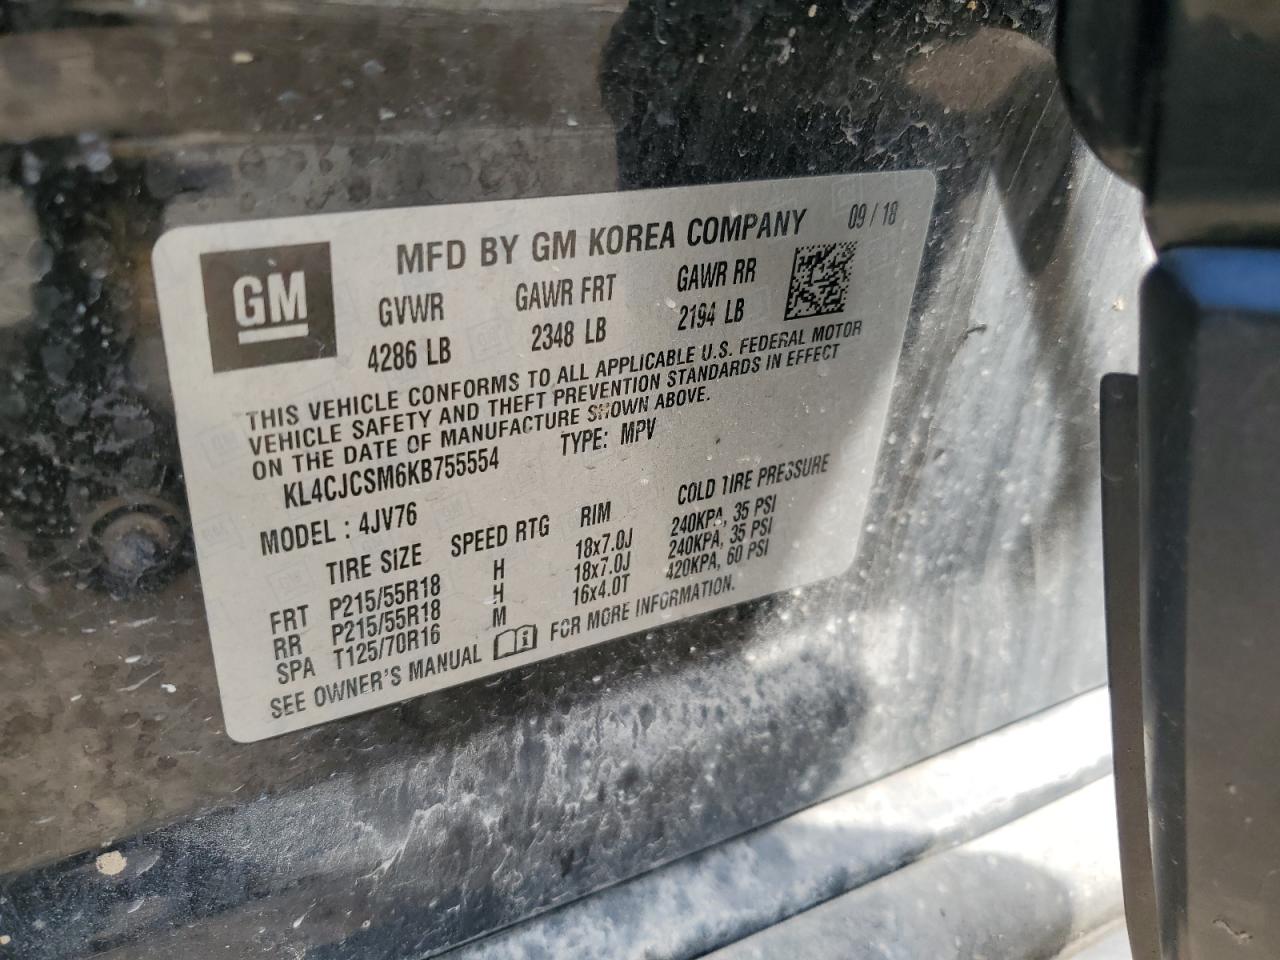 GM
MFD BY GM KOREA COMPANY 09/18
GVWR GAWR FRT GAWR RR
4286 LB 2348 LB 2194 LB
THIS VEHICLE CONFORMS TO ALL APPLICABLE U.S. FEDERAL MOTOR
VEHICLE SAFETY AND THEFT PREVENTION STANDARDS IN EFFECT
ON THE DATE OF MANUFACTURE SHOWN ABOVE.
KL4CJCSM6KB755554 TYPE: MPV
MODEL : 4JV76
TIRE SIZE SPEED RTG RIM COLD TIRE PRESSURE
FRT P215/55R18 H 18x7.0J 240KPA, 35 PSI
RR P215/55R18 H 18x7.0J 240KPA, 35 PSI
SPA T125/70R16 M 16x4.0T 420KPA, 60 PSI
SEE OWNER'S MANUAL FOR MORE INFORMATION.